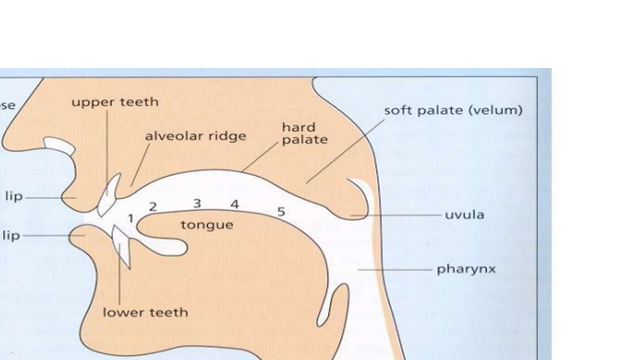 se
upper teeth
soft palate (velum)
alveolar ridge
hard
palate
lip
1 2 3 4 5
tongue
uvula
lip
pharynx
lower teeth